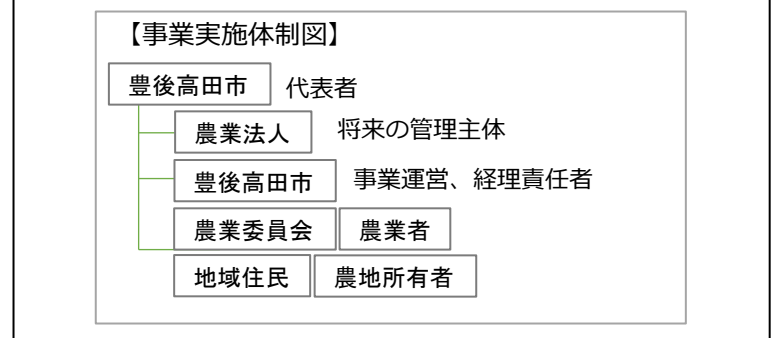 【事業実施体制図】
豊後高田市 代表者
農業法人 将来の管理主体
豊後高田市 事業運営、経理責任者
農業委員会 農業者
地域住民 農地所有者